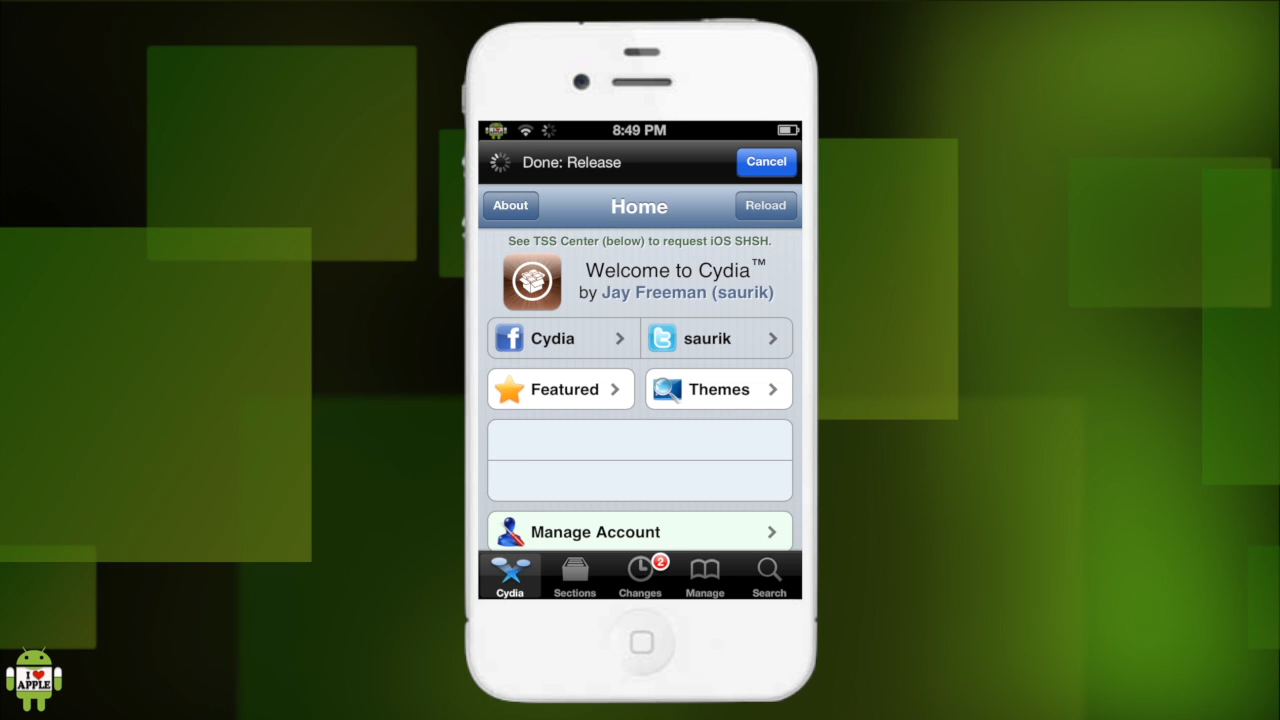 8:49 PM
Done: Release
Cancel
About
Home
Reload
See TSS Center (below) to request iOS SHSH.
Welcome to Cydia™
by Jay Freeman (saurik)
Cydia
saurik
Featured
Themes
Manage Account
2
Cydia
Sections
Changes
Manage
Search
I ❤
APPLE